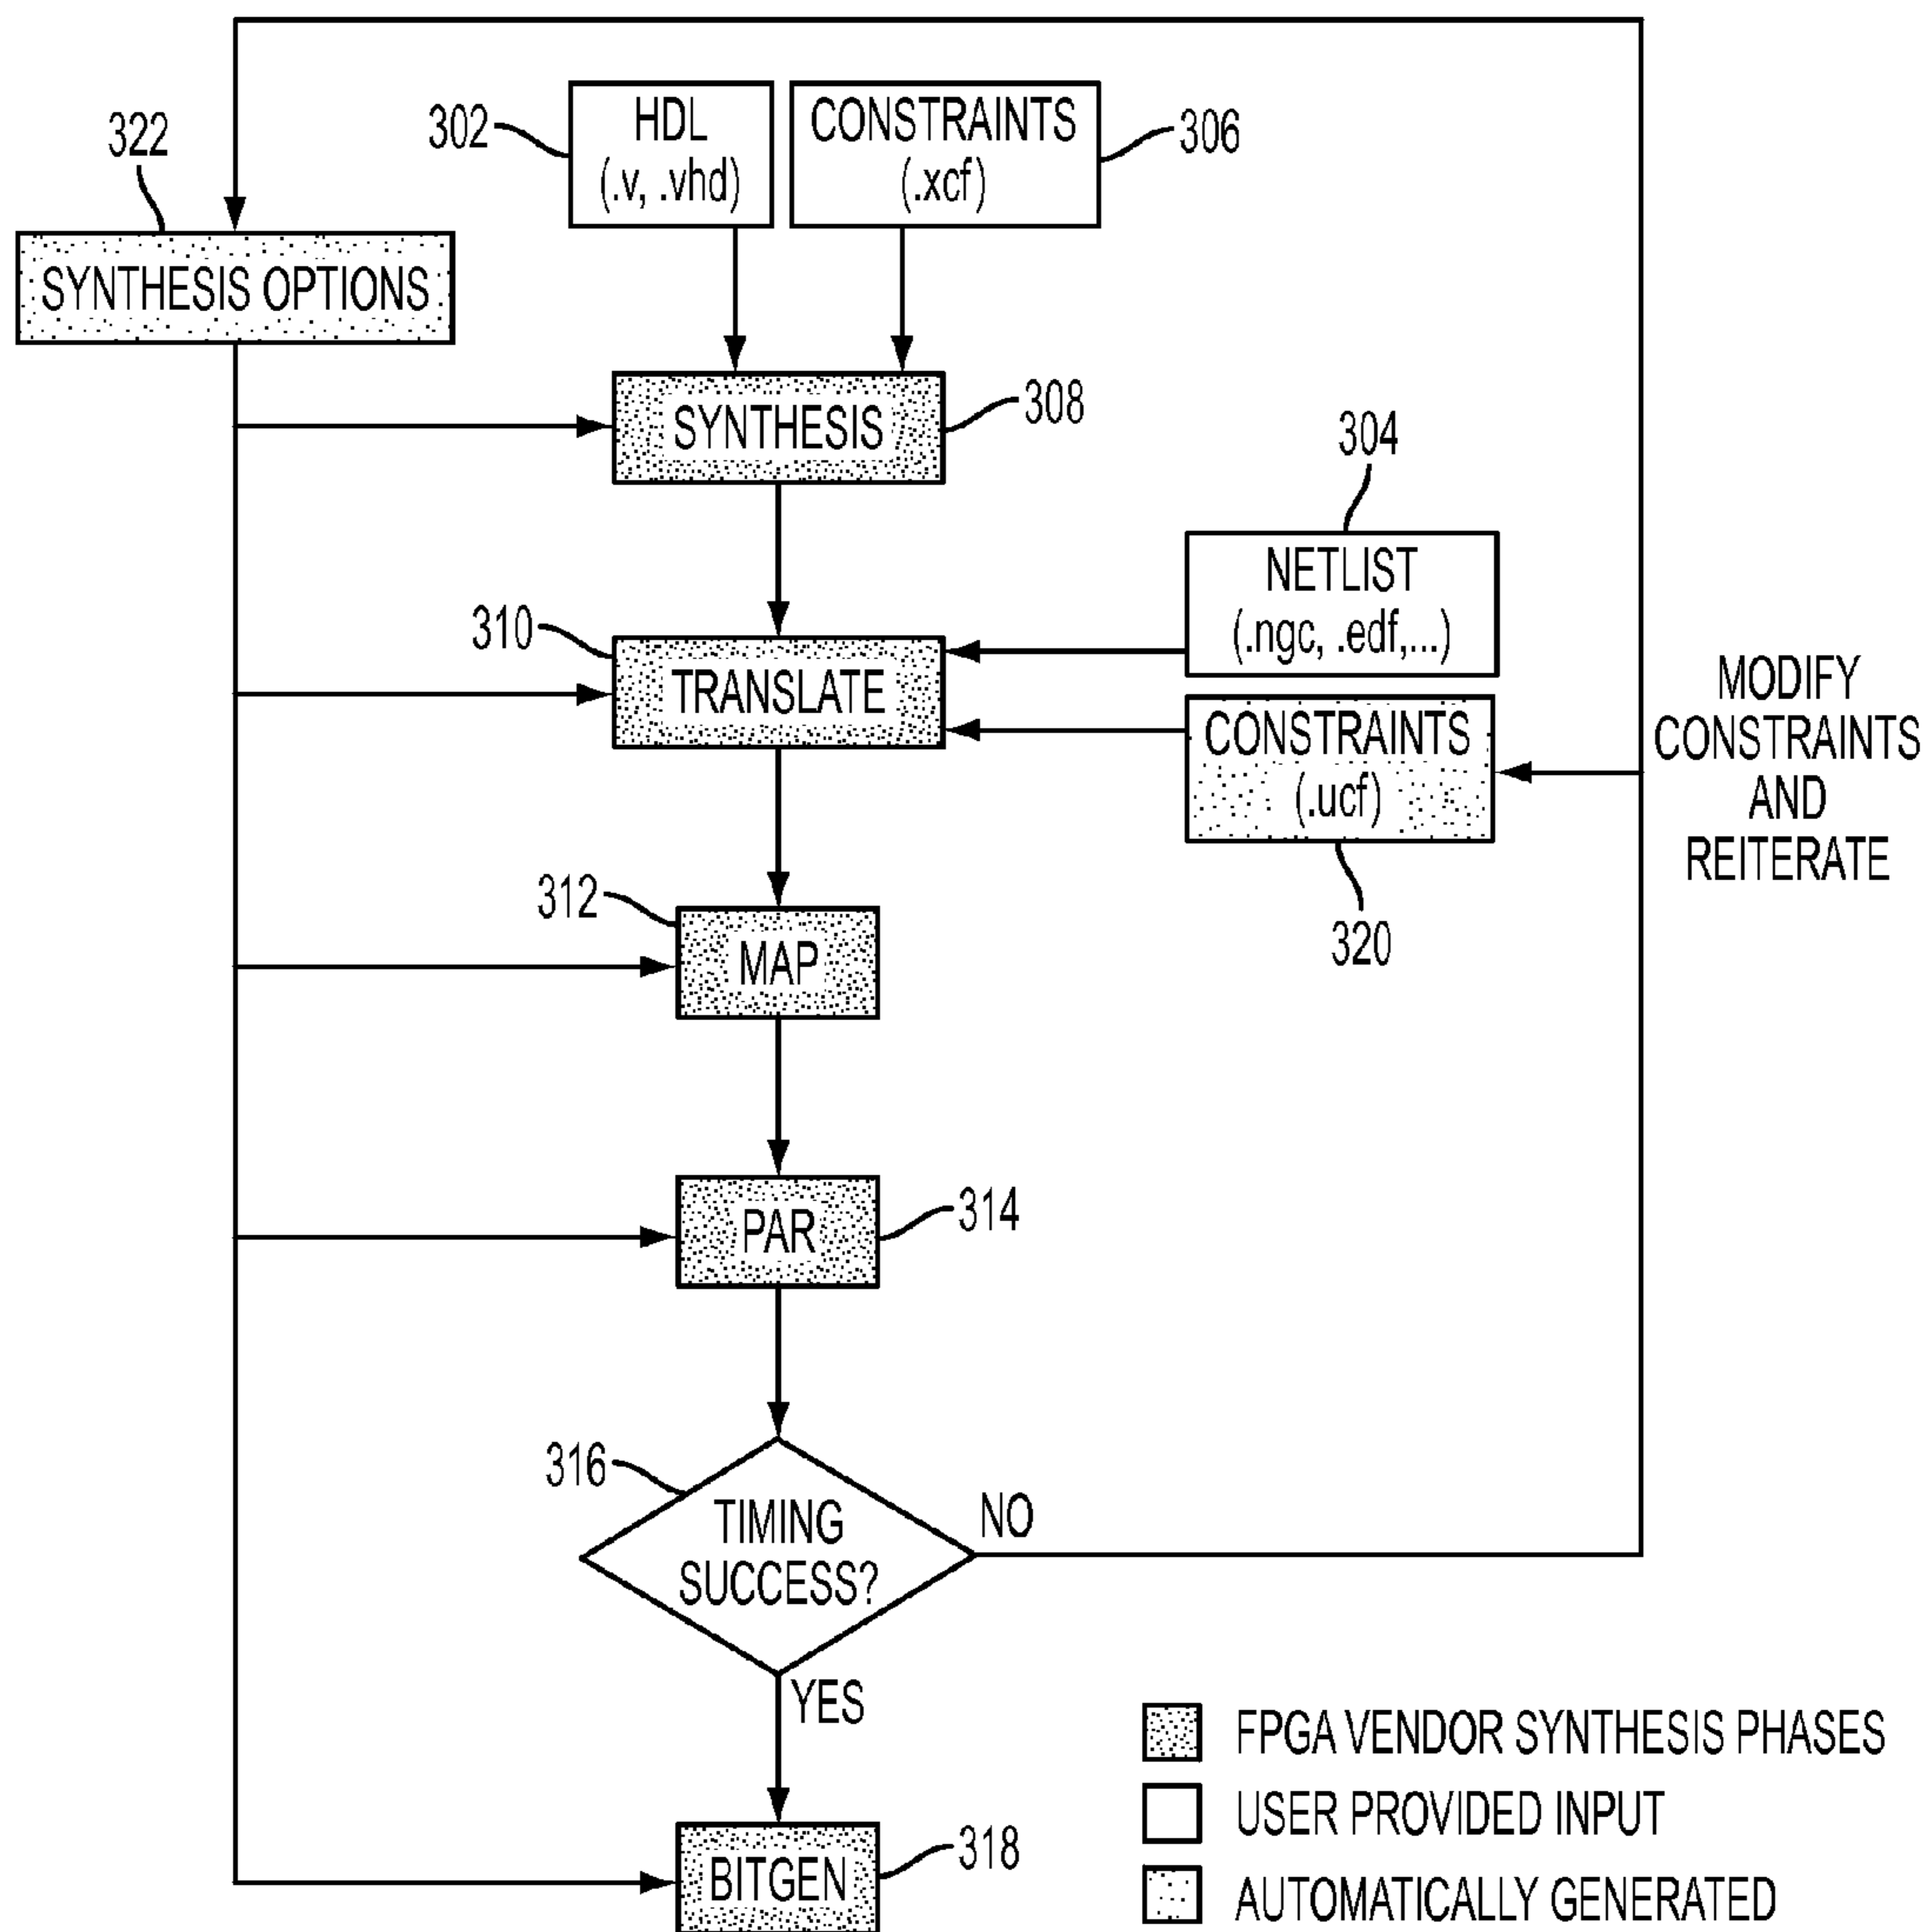 322
302
HDL
(.v, .vhd)
CONSTRAINTS
(.xcf)
306
SYNTHESIS OPTIONS
SYNTHESIS
308
304
NETLIST
(.ngc, .edf,...)
310
TRANSLATE
CONSTRAINTS
(.ucf)
320
MODIFY
CONSTRAINTS
AND
REITERATE
312
MAP
PAR
314
316
TIMING
SUCCESS?
NO
YES
BITGEN
318
FPGA VENDOR SYNTHESIS PHASES
USER PROVIDED INPUT
AUTOMATICALLY GENERATED